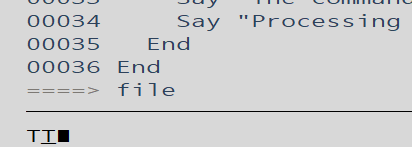 00034     Say "Processing
00035   End
00036 End
====> file
TI